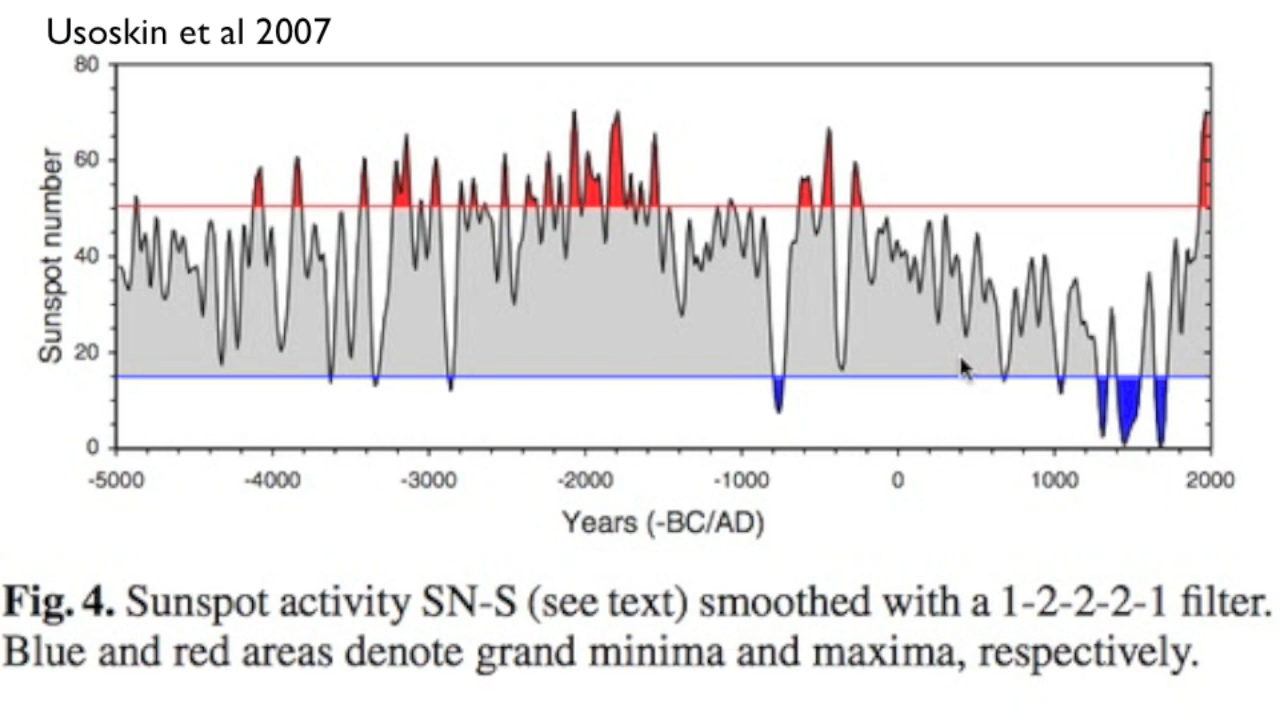 Usoskin et al 2007
80
60
40
20
0
Sunspot number
-5000 -4000 -3000 -2000 -1000 0 1000 2000
Years (-BC/AD)
Fig. 4. Sunspot activity SN-S (see text) smoothed with a 1-2-2-2-1 filter.
Blue and red areas denote grand minima and maxima, respectively.